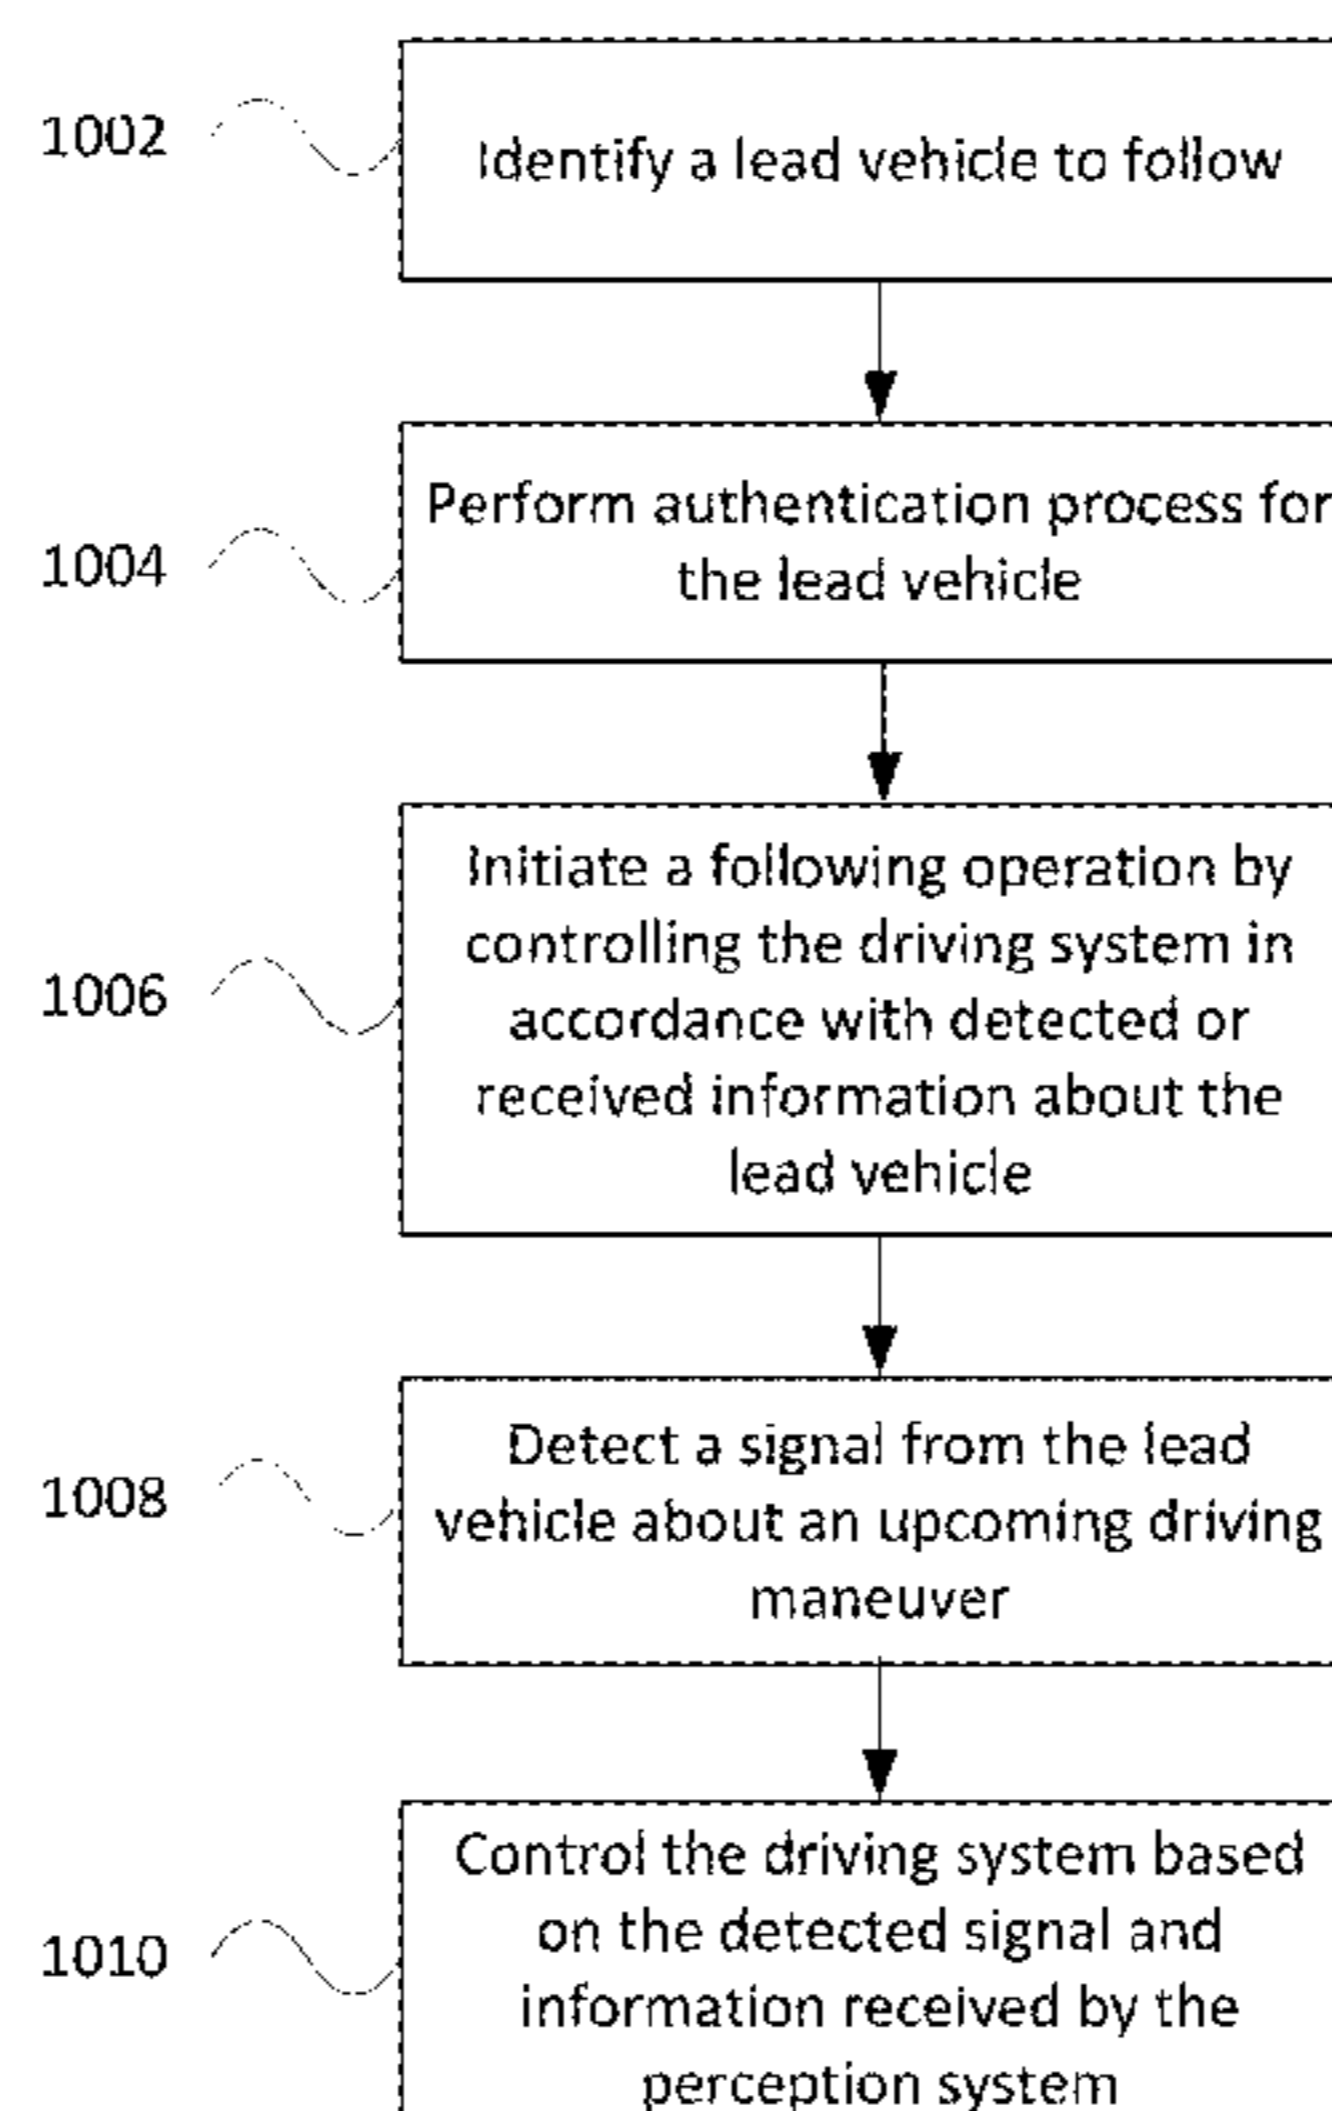 1002
Identify a lead vehicle to follow
1004
Perform authentication process for
the lead vehicle
1006
Initiate a following operation by
controlling the driving system in
accordance with detected or
received information about the
lead vehicle
1008
Detect a signal from the lead
vehicle about an upcoming driving
maneuver
1010
Control the driving system based
on the detected signal and
information received by the
perception system